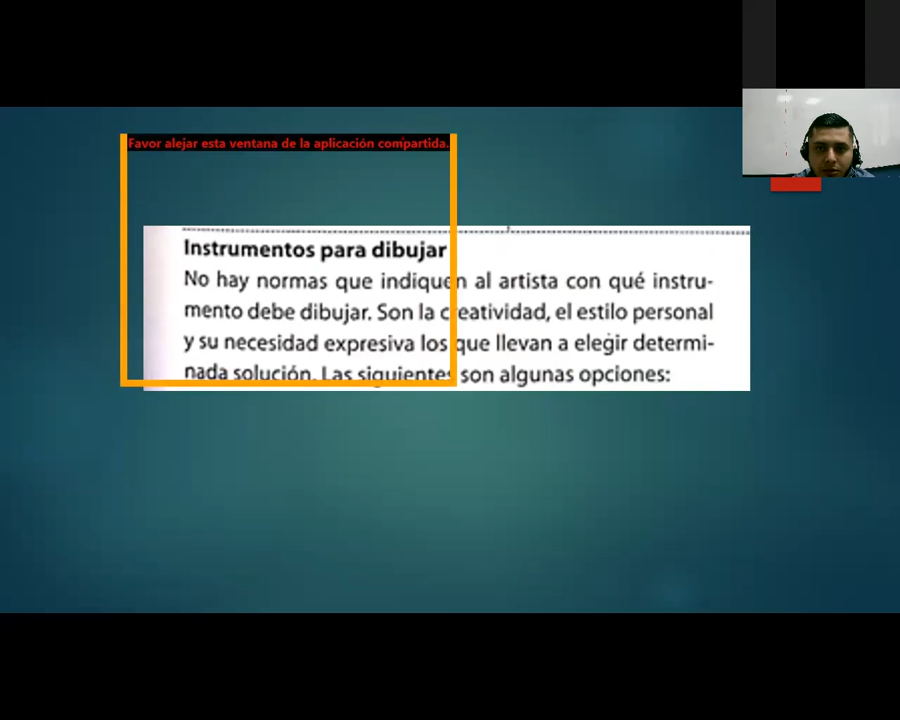 Favor alejar esta ventana de la aplicación compartida.
Instrumentos para dibujar
No hay normas que indiquen al artista con qué instru-
mento debe dibujar. Son la creatividad, el estilo personal
y su necesidad expresiva los que llevan a elegir determi-
nada solución. Las siguientes son algunas opciones: